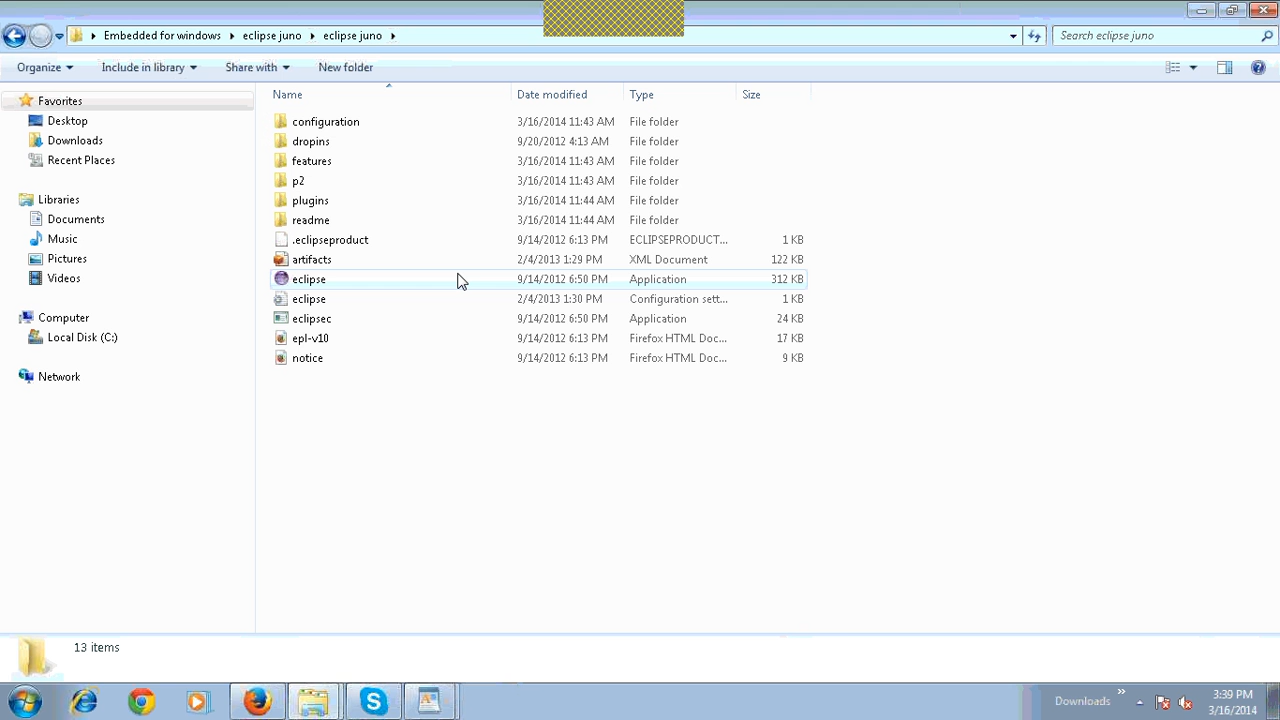 Embedded for windows eclipse juno eclipse juno Search eclipse juno
Organize Include in library Share with New folder
Name Date modified Type Size
Favorites
Desktop
Downloads
Recent Places
Libraries
Documents
Music
Pictures
Videos
Computer
Local Disk (C:)
Network
configuration 3/16/2014 11:43 AM File folder
dropins 9/20/2012 4:13 AM File folder
features 3/16/2014 11:43 AM File folder
p2 3/16/2014 11:43 AM File folder
plugins 3/16/2014 11:44 AM File folder
readme 3/16/2014 11:44 AM File folder
.eclipseproduct 9/14/2012 6:13 PM ECLIPSEPRODUCT... 1 KB
artifacts 2/4/2013 1:29 PM XML Document 122 KB
eclipse 9/14/2012 6:50 PM Application 312 KB
eclipse 2/4/2013 1:30 PM Configuration sett... 1 KB
eclipsec 9/14/2012 6:50 PM Application 24 KB
epl-v10 9/14/2012 6:13 PM Firefox HTML Doc... 17 KB
notice 9/14/2012 6:13 PM Firefox HTML Doc... 9 KB
13 items
Downloads 3:39 PM
3/16/2014